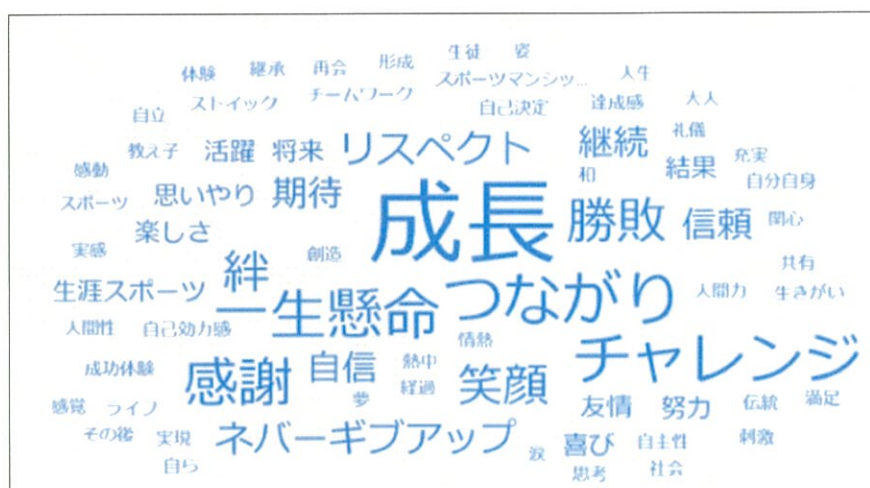 生徒 姿
体験 継承 再会 形成 スポーツマンシッ... 人生
自立 ストイック チームワーク 自己決定 達成感 大人
教え子 活躍 将来 リスペクト 継続 礼儀
感動 和 結果 充実
スポーツ 思いやり 期待 自分自身
楽しさ 成長 勝敗 信頼 関心
実感 絆 創造 共有
生涯スポーツ 一生懸命 つながり 人間力 生きがい
人間性 自己効力感 情熱
成功体験 感謝 自信 熱中 笑顔 チャレンジ
夢 経過
感覚 ライフ 友情 努力 伝統 満足
その後 実現 ネバーギブアップ 喜び 自主性 刺激
自ら 涙 思考 社会